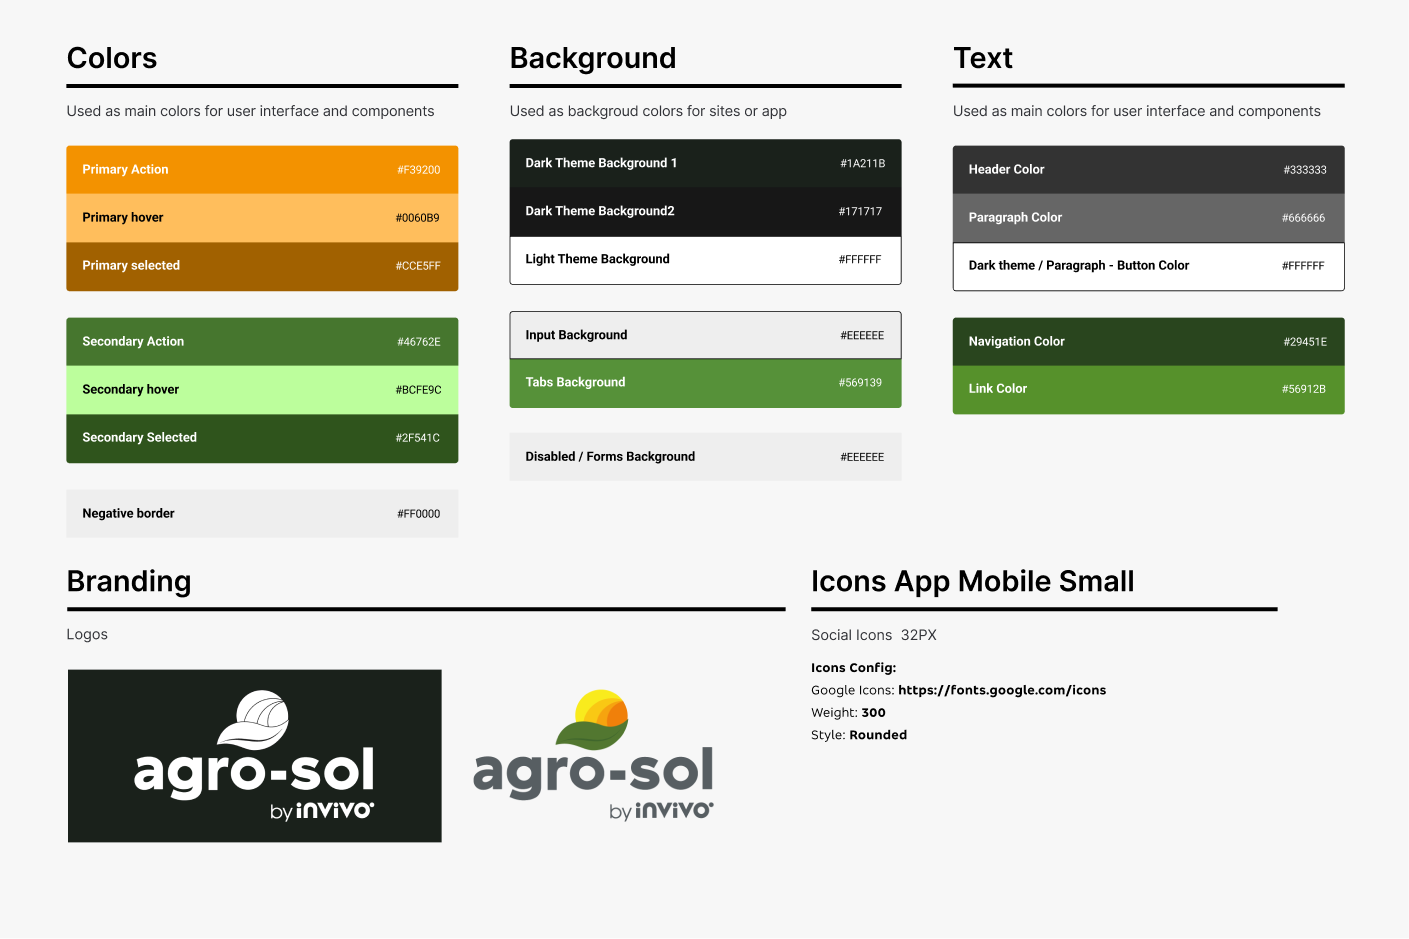 Colors
Used as main colors for user interface and components
Primary Action #F39200
Primary hover #0060B9
Primary selected #CCE5FF
Secondary Action #46762E
Secondary hover #BCFE9C
Secondary Selected #2F541C
Negative border #FF0000
Background
Used as backgroud colors for sites or app
Dark Theme Background 1 #1A211B
Dark Theme Background2 #171717
Light Theme Background #FFFFFF
Input Background #EEEEEE
Tabs Background #569139
Disabled / Forms Background #EEEEEE
Text
Used as main colors for user interface and components
Header Color #333333
Paragraph Color #666666
Dark theme / Paragraph - Button Color #FFFFFF
Navigation Color #29451E
Link Color #56912B
Branding
Logos
agro-sol
by invivo
agro-sol
by invivo
Icons App Mobile Small
Social Icons 32PX
Icons Config:
Google Icons: https://fonts.google.com/icons
Weight: 300
Style: Rounded